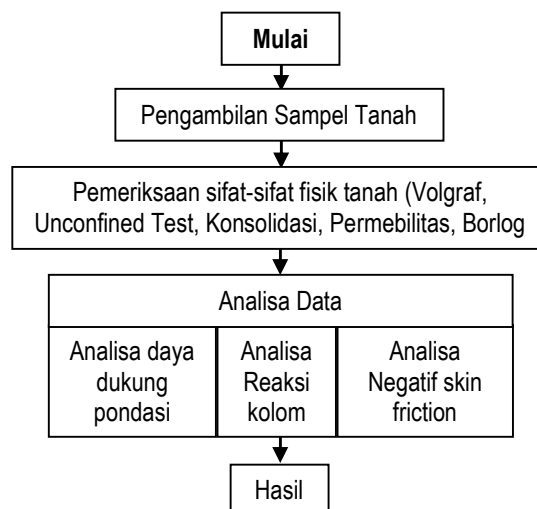 Mulai
Pengambilan Sampel Tanah
Pemeriksaan sifat-sifat fisik tanah (Volgraf,
Unconfined Test, Konsolidasi, Permebilitas, Borlog
Analisa Data
Analisa daya
dukung
pondasi
Analisa
Reaksi
kolom
Analisa
Negatif skin
friction
Hasil